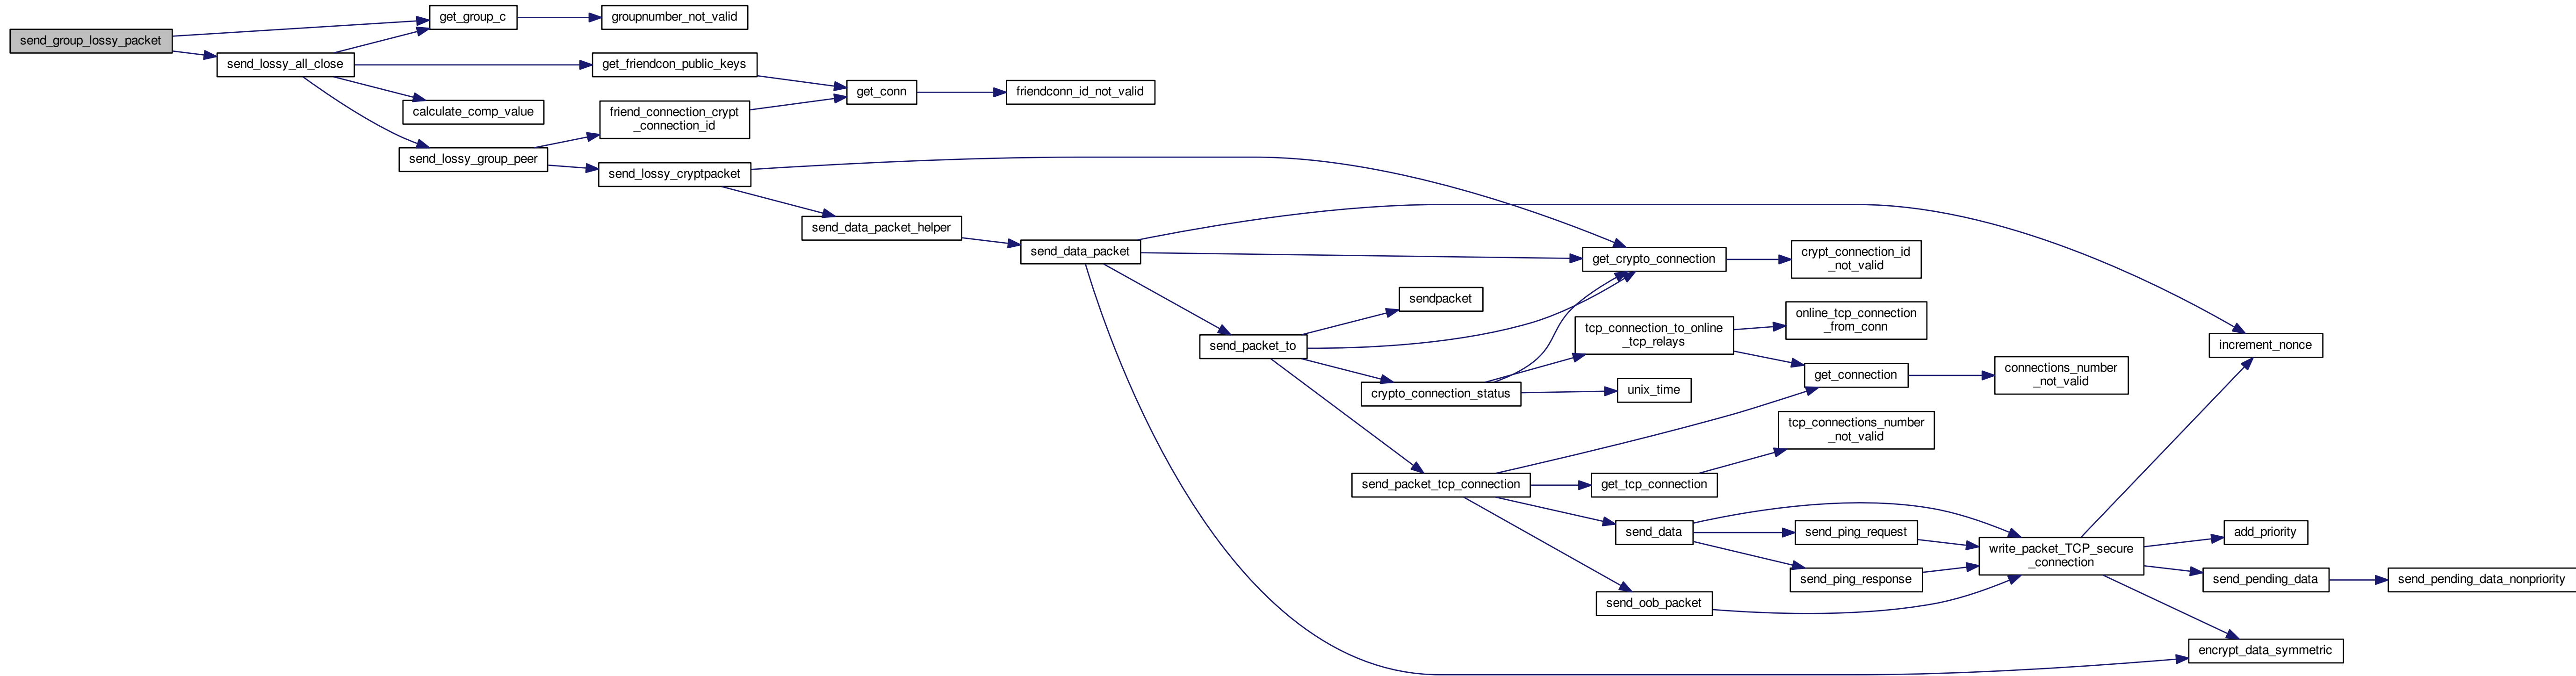 send_group_lossy_packet
get_group_c
groupnumber_not_valid
send_lossy_all_close
get_friendcon_public_keys
calculate_comp_value
friend_connection_crypt
_connection_id
get_conn
friendconn_id_not_valid
send_lossy_group_peer
send_lossy_cryptpacket
send_data_packet_helper
send_data_packet
get_crypto_connection
crypt_connection_id
_not_valid
sendpacket
send_packet_to
tcp_connection_to_online
_tcp_relays
online_tcp_connection
_from_conn
increment_nonce
crypto_connection_status
unix_time
get_connection
connections_number
_not_valid
tcp_connections_number
_not_valid
send_packet_tcp_connection
get_tcp_connection
send_data
send_ping_request
send_ping_response
send_oob_packet
write_packet_TCP_secure
_connection
add_priority
send_pending_data
send_pending_data_nonpriority
encrypt_data_symmetric